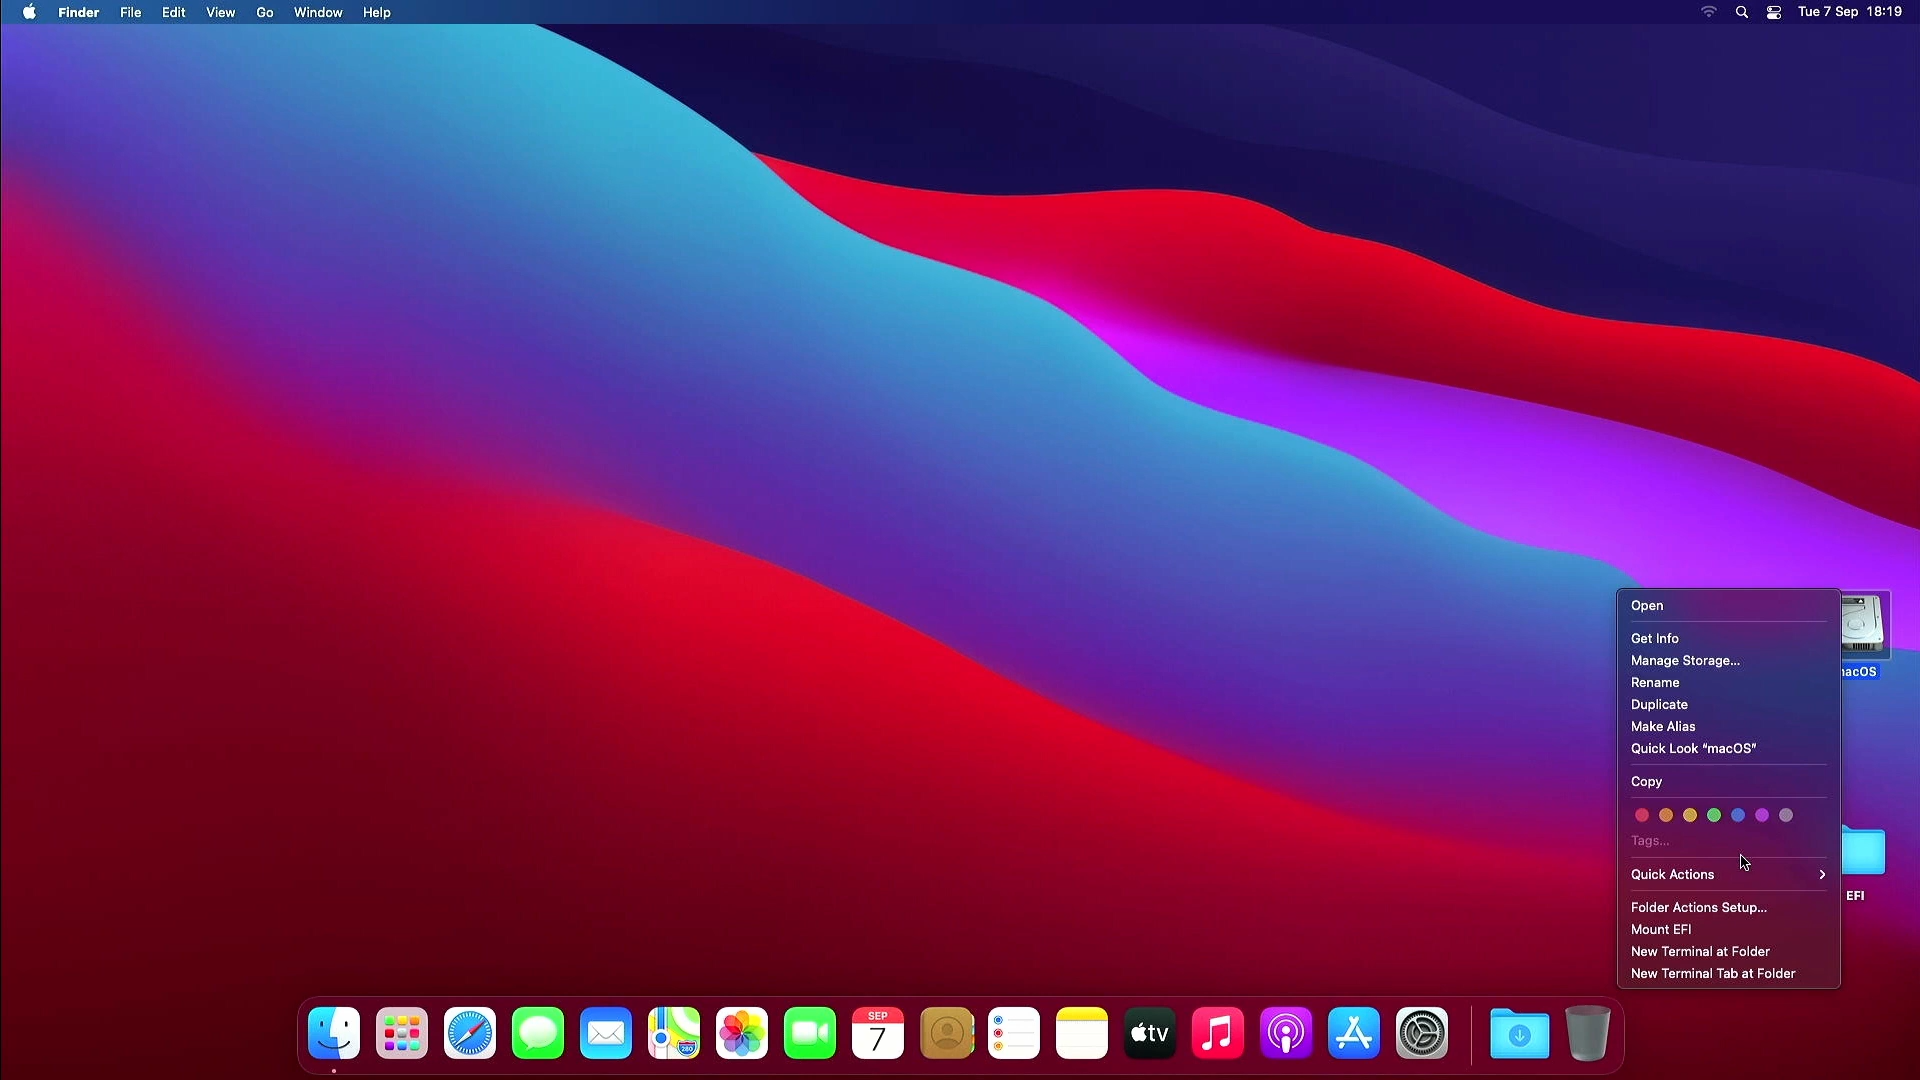 Finder File Edit View Go Window Help
Tue 7 Sep 18:19
Open
Get Info
Manage Storage...
Rename
Duplicate
Make Alias
Quick Look “macOS”
Copy
Tags...
Quick Actions
Folder Actions Setup...
Mount EFI
New Terminal at Folder
New Terminal Tab at Folder
acOS
EFI
SEP
7
280
tv